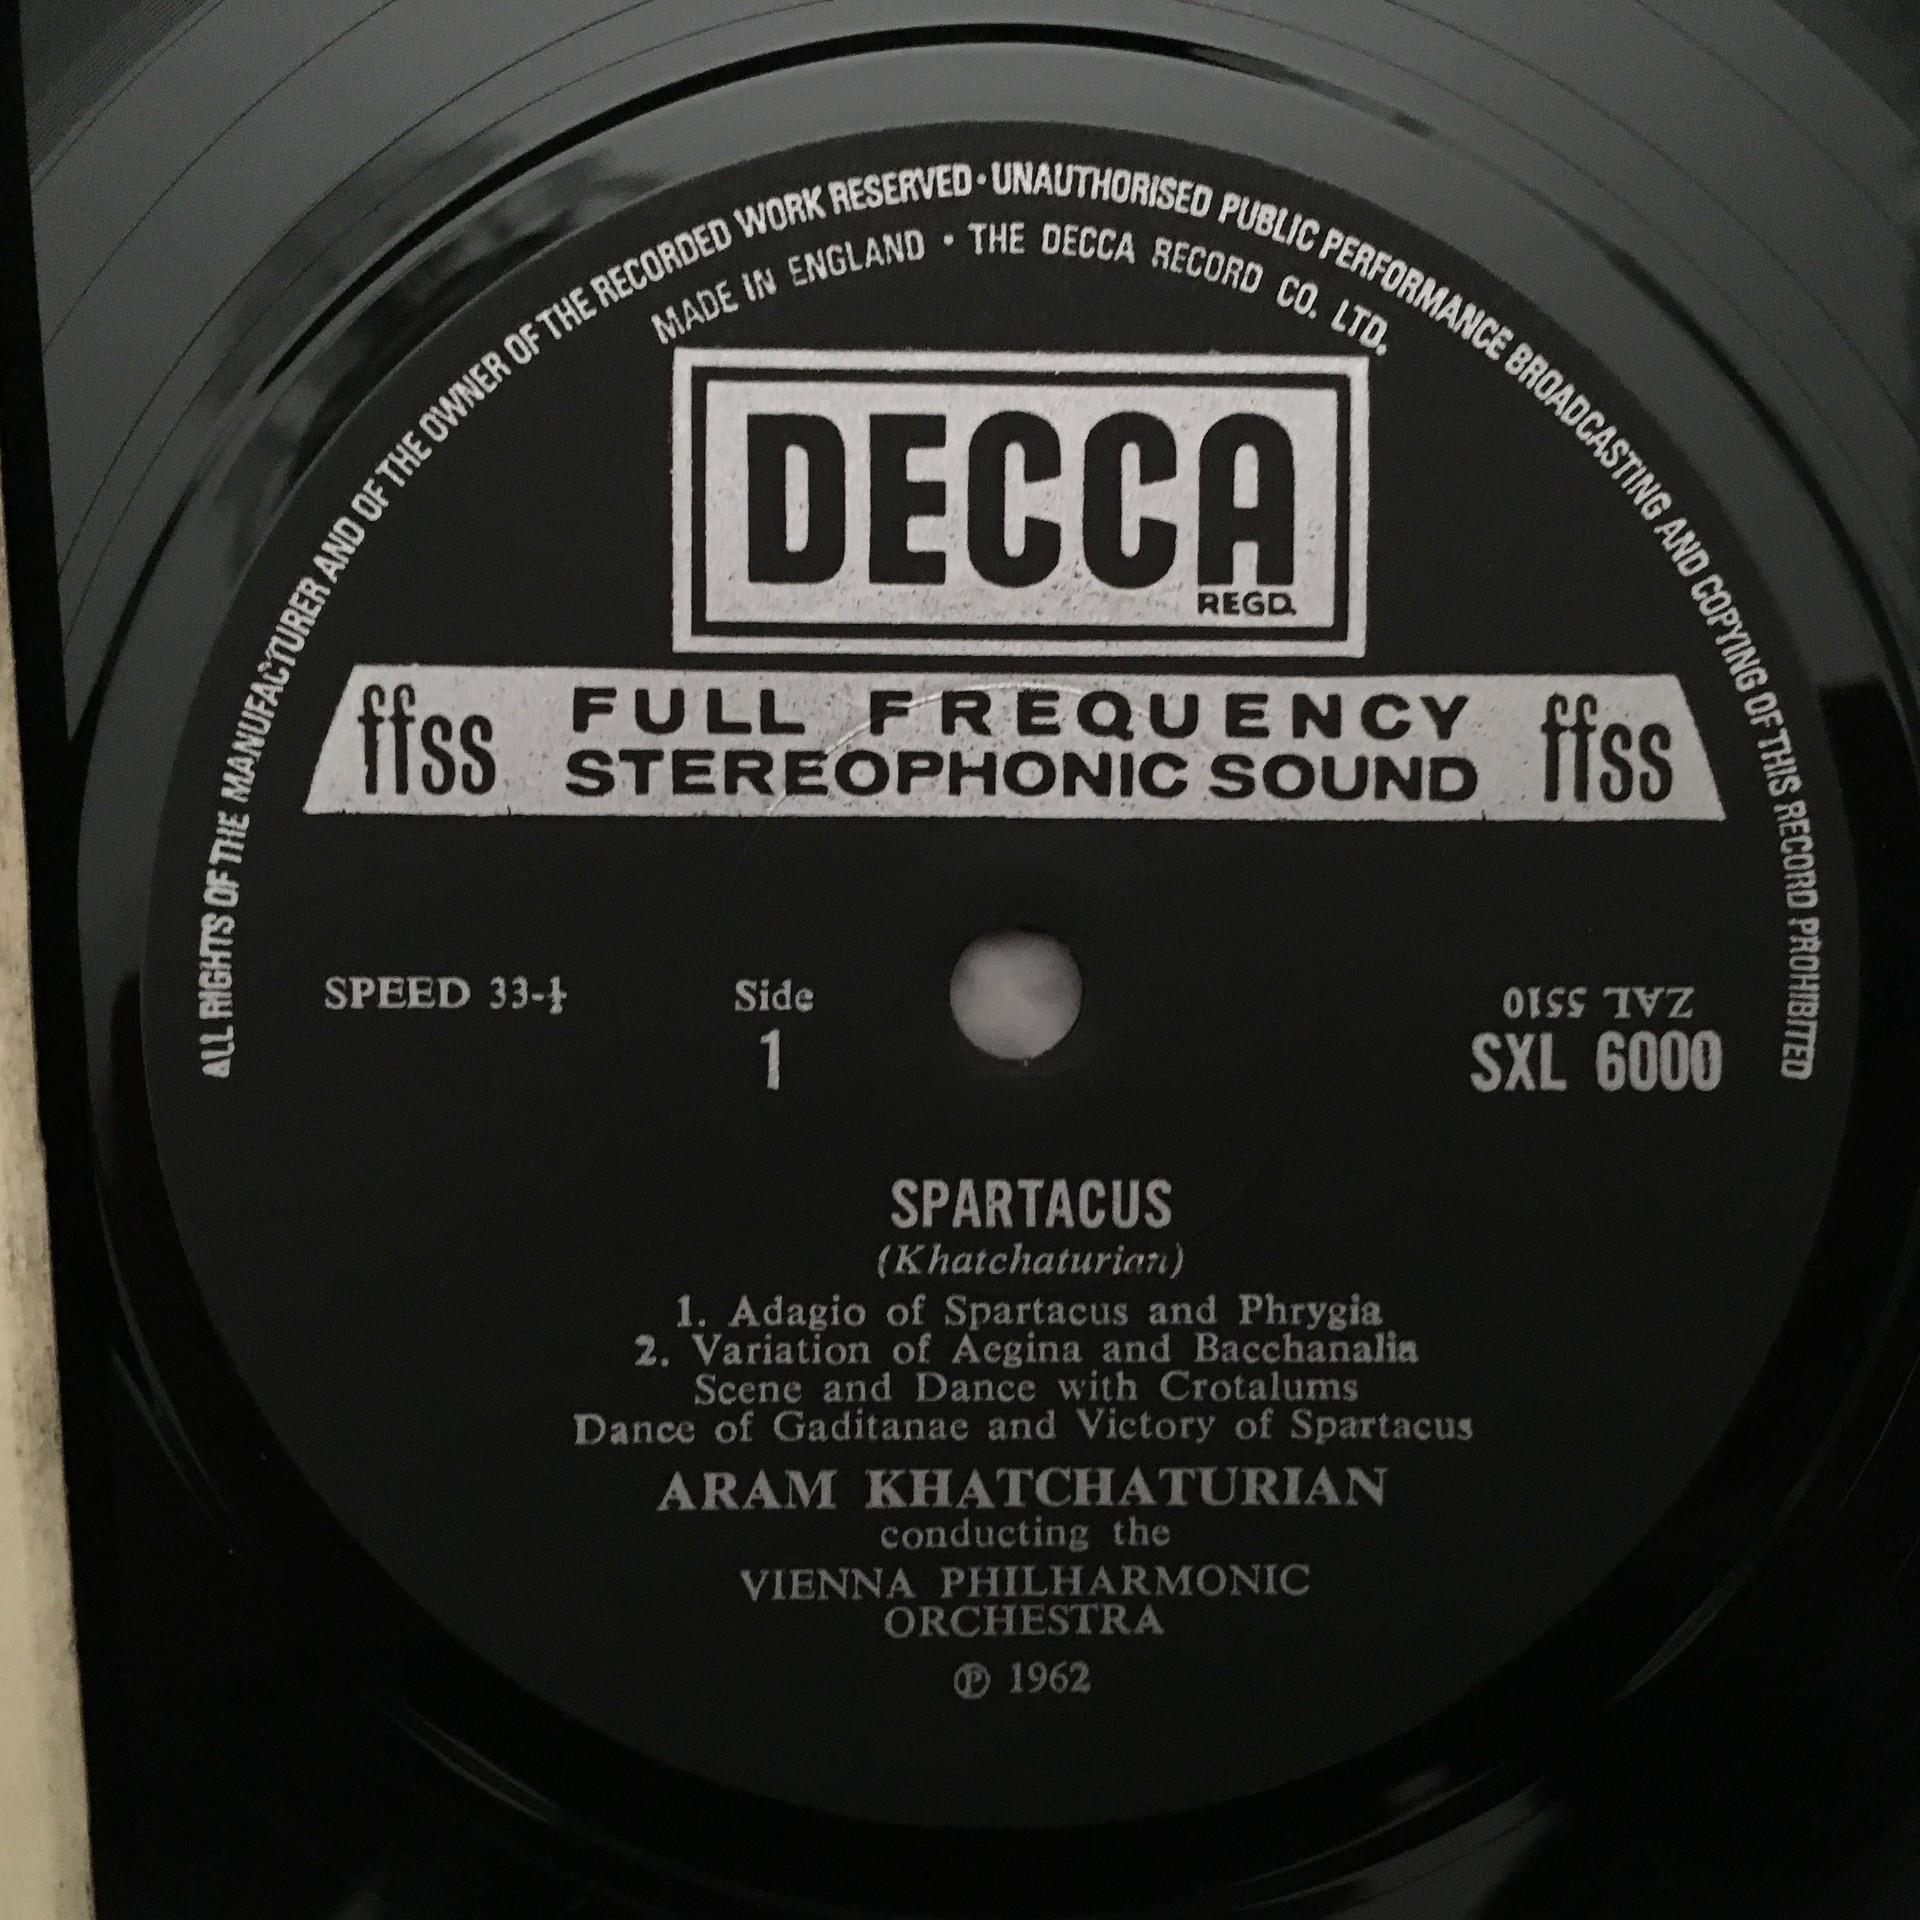 ALL RIGHTS OF THE MANUFACTURER AND OF THE OWNER OF THE RECORDED WORK RESERVED · UNAUTHORISED PUBLIC PERFORMANCE BROADCASTING AND COPYING OF THIS RECORD PROHIBITED
MADE IN ENGLAND · THE DECCA RECORD CO. LTD.
DECCA
REGD.
ffss FULL FREQUENCY ffss
STEREOPHONIC SOUND
SPEED 33-⅓ Side ZAL 5510
1 SXL 6000
SPARTACUS
(Khatchaturian)
1. Adagio of Spartacus and Phrygia
2. Variation of Aegina and Bacchanalia
Scene and Dance with Crotalums
Dance of Gaditanae and Victory of Spartacus
ARAM KHATCHATURIAN
conducting the
VIENNA PHILHARMONIC
ORCHESTRA
℗ 1962